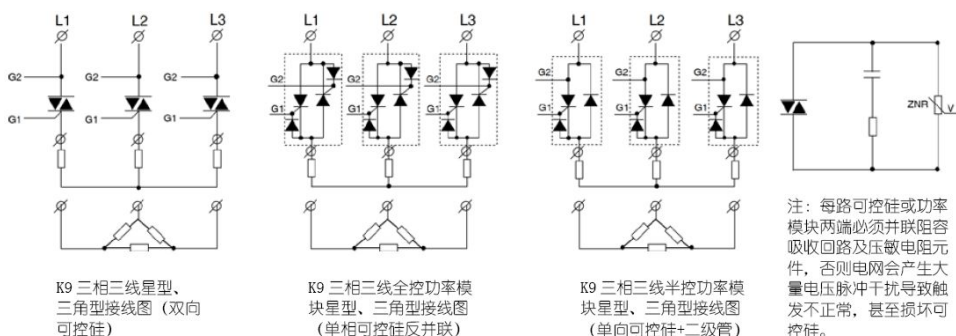 L1 L2 L3
G2 G2 G2
G1 G1 G1
K9 三相三线星型、
三角型接线图（双向
可控硅）
L1 L2 L3
G2
G1 G1 G1
K9 三相三线全控功率模
块星型、三角型接线图
（单相可控硅反并联）
L1 L2 L3
G2 G2 G2
G1 G1 G1
K9 三相三线半控功率模
块星型、三角型接线图
（单向可控硅+二级管）
ZNR V
注：每路可控硅或功率
模块两端必须并联阻容
吸收回路及压敏电阻元
件，否则电网会产生大
量电压脉冲干扰导致触
发不正常，甚至损坏可
控硅。